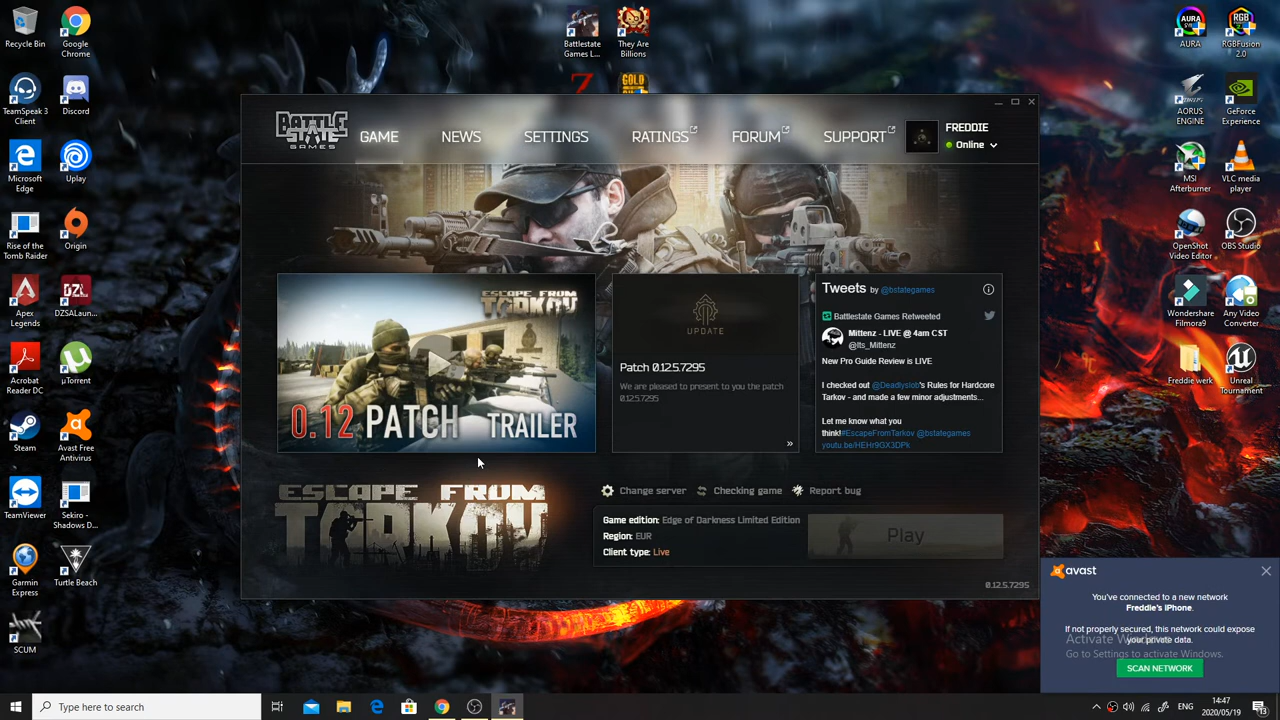 Recycle Bin
Google Chrome
Battlestate Games L...
They Are Billions
AURA
RGBFusion 2.0
TeamSpeak 3 Client
Discord
GOLD
AORUS ENGINE
GeForce Experience
BATTLE STATE GAMES
GAME
NEWS
SETTINGS
RATINGS
FORUM
SUPPORT
FREDDIE
Online
Microsoft Edge
Uplay
MSI Afterburner
VLC media player
Rise of the Tomb Raider
Origin
OpenShot Video Editor
OBS Studio
ESCAPE FROM TARKOV
0.12 PATCH TRAILER
UPDATE
Patch 0.12.5.7295
We are pleased to present to you the patch
0.12.5.7295
»
Tweets by @bstategames
Battlestate Games Retweeted
Mittenz - LIVE @ 4am CST
@Its_Mittenz
New Pro Guide Review is LIVE
I checked out @Deadlyslob's Rules for Hardcore
Tarkov - and made a few minor adjustments...
Let me know what you
think!#EscapeFromTarkov @bstategames
youtu.be/HEHr9GX3DPk
Apex Legends
DZSALaun...
Wondershare Filmora9
Any Video Converter
Acrobat Reader DC
µTorrent
Freddie werk
Unreal Tournament
Steam
Avast Free Antivirus
ESCAPE FROM
TARKOV
Change server
Checking game
Report bug
Game edition: Edge of Darkness Limited Edition
Region: EUR
Client type: Live
Play
0.12.5.7295
TeamViewer
Sekiro - Shadows D...
Garmin Express
Turtle Beach
SCUM
avast
You've connected to a new network
Freddie's iPhone.
If not properly secured, this network could expose
your private data.
Activate Windows
Go to Settings to activate Windows.
SCAN NETWORK
Type here to search
ENG
14:47
2020/05/19
13